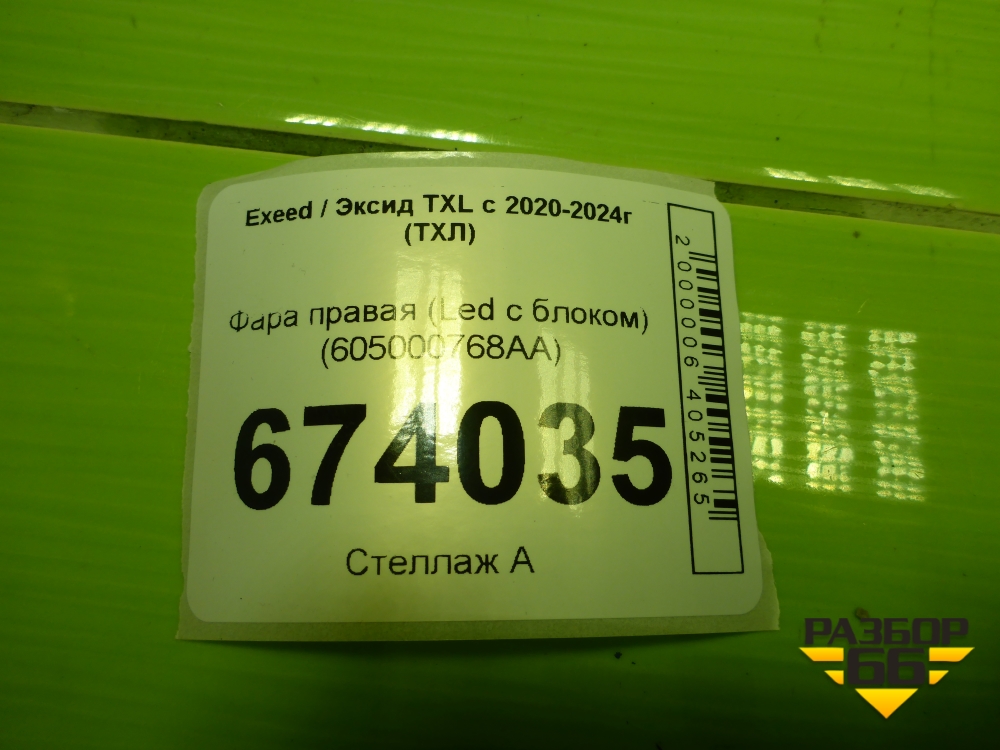 Exeed / Эксид TXL с 2020-2024г
(ТХЛ)
Фара правая (Led с блоком)
(605000768AA)
674035
Стеллаж А
2000006405265
РАЗБОР
66